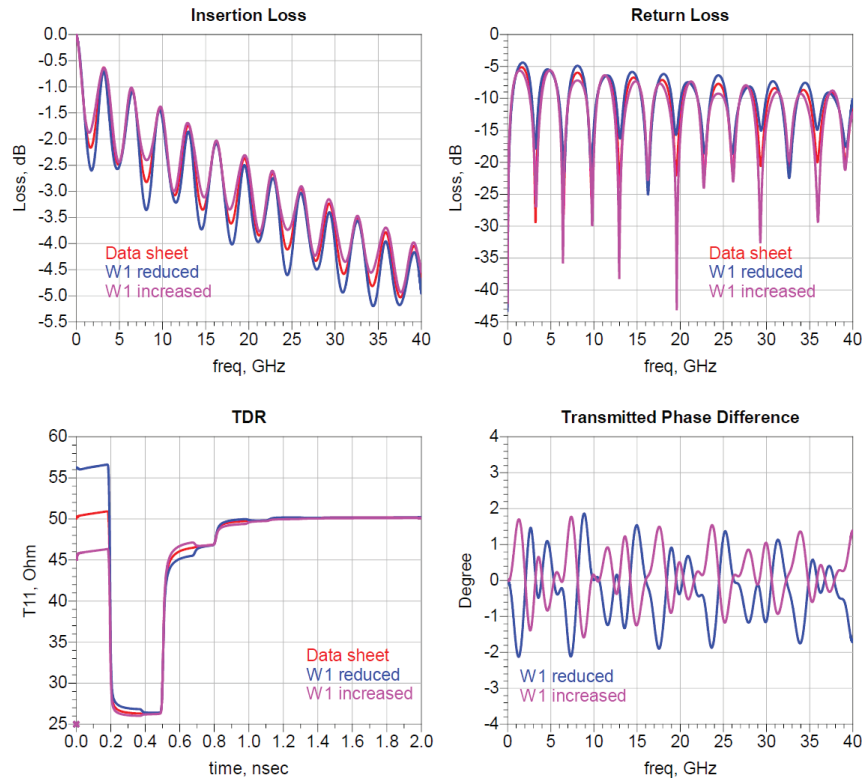 Insertion Loss
0.0
-0.5
-1.0
-1.5
-2.0
-2.5
-3.0
-3.5
-4.0
-4.5
-5.0
-5.5
Loss, dB
Data sheet
W1 reduced
W1 increased
0 5 10 15 20 25 30 35 40
freq, GHz
Return Loss
0
-5
-10
-15
-20
-25
-30
-35
-40
-45
Loss, dB
Data sheet
W1 reduced
W1 increased
0 5 10 15 20 25 30 35 40
freq, GHz
TDR
60
55
50
45
40
35
30
25
T11, Ohm
Data sheet
W1 reduced
W1 increased
0.0 0.2 0.4 0.6 0.8 1.0 1.2 1.4 1.6 1.8 2.0
time, nsec
Transmitted Phase Difference
4
3
2
1
0
-1
-2
-3
-4
Degree
W1 reduced
W1 increased
0 5 10 15 20 25 30 35 40
freq, GHz